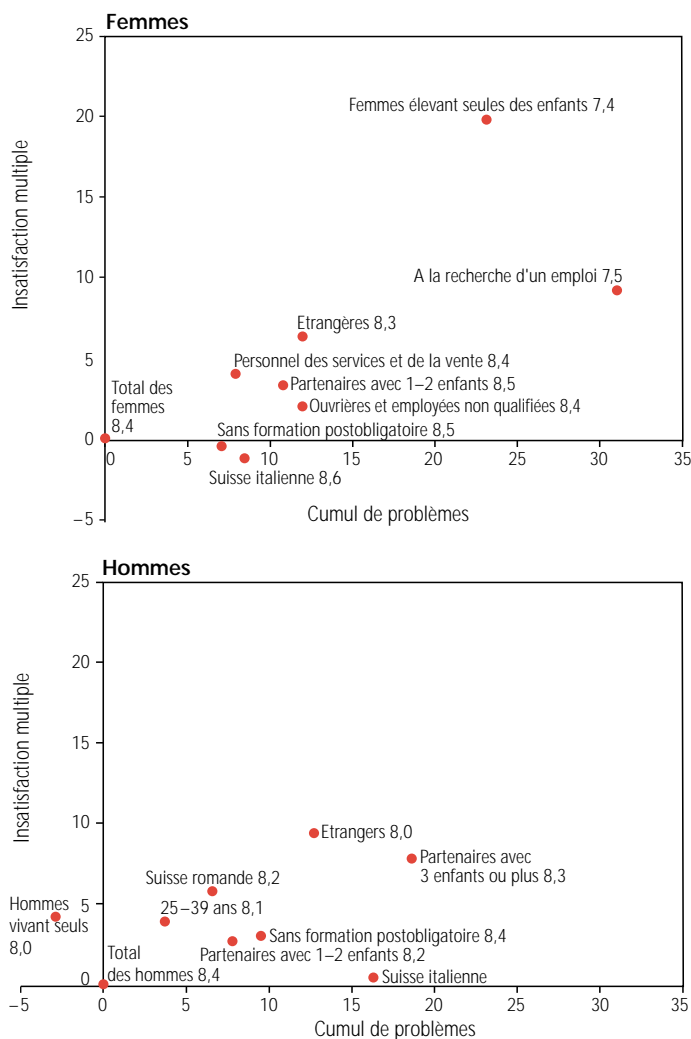 Femmes
25
20
15
10
5
0
–5
Insatisfaction multiple
Femmes élevant seules des enfants 7,4
A la recherche d'un emploi 7,5
Etrangères 8,3
Personnel des services et de la vente 8,4
Partenaires avec 1–2 enfants 8,5
Ouvrières et employées non qualifiées 8,4
Total des
femmes
8,4
Sans formation postobligatoire 8,5
Suisse italienne 8,6
0 5 10 15 20 25 30 35
Cumul de problèmes
Hommes
25
20
15
10
5
0
Insatisfaction multiple
Etrangers 8,0
Partenaires avec
3 enfants ou plus 8,3
Suisse romande 8,2
25–39 ans 8,1
Hommes
vivant seuls
8,0
Sans formation postobligatoire 8,4
Partenaires avec 1–2 enfants 8,2
Total
des hommes 8,4
Suisse italienne
–5 0 5 10 15 20 25 30 35
Cumul de problèmes